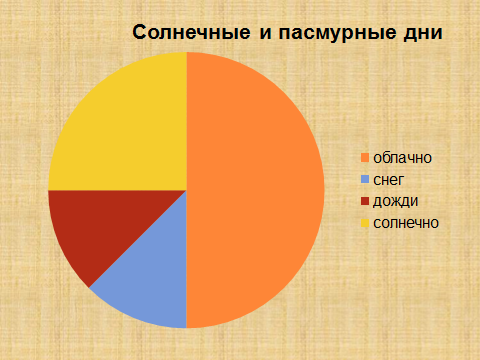 Солнечные и пасмурные дни
облачно
снег
дожди
солнечно